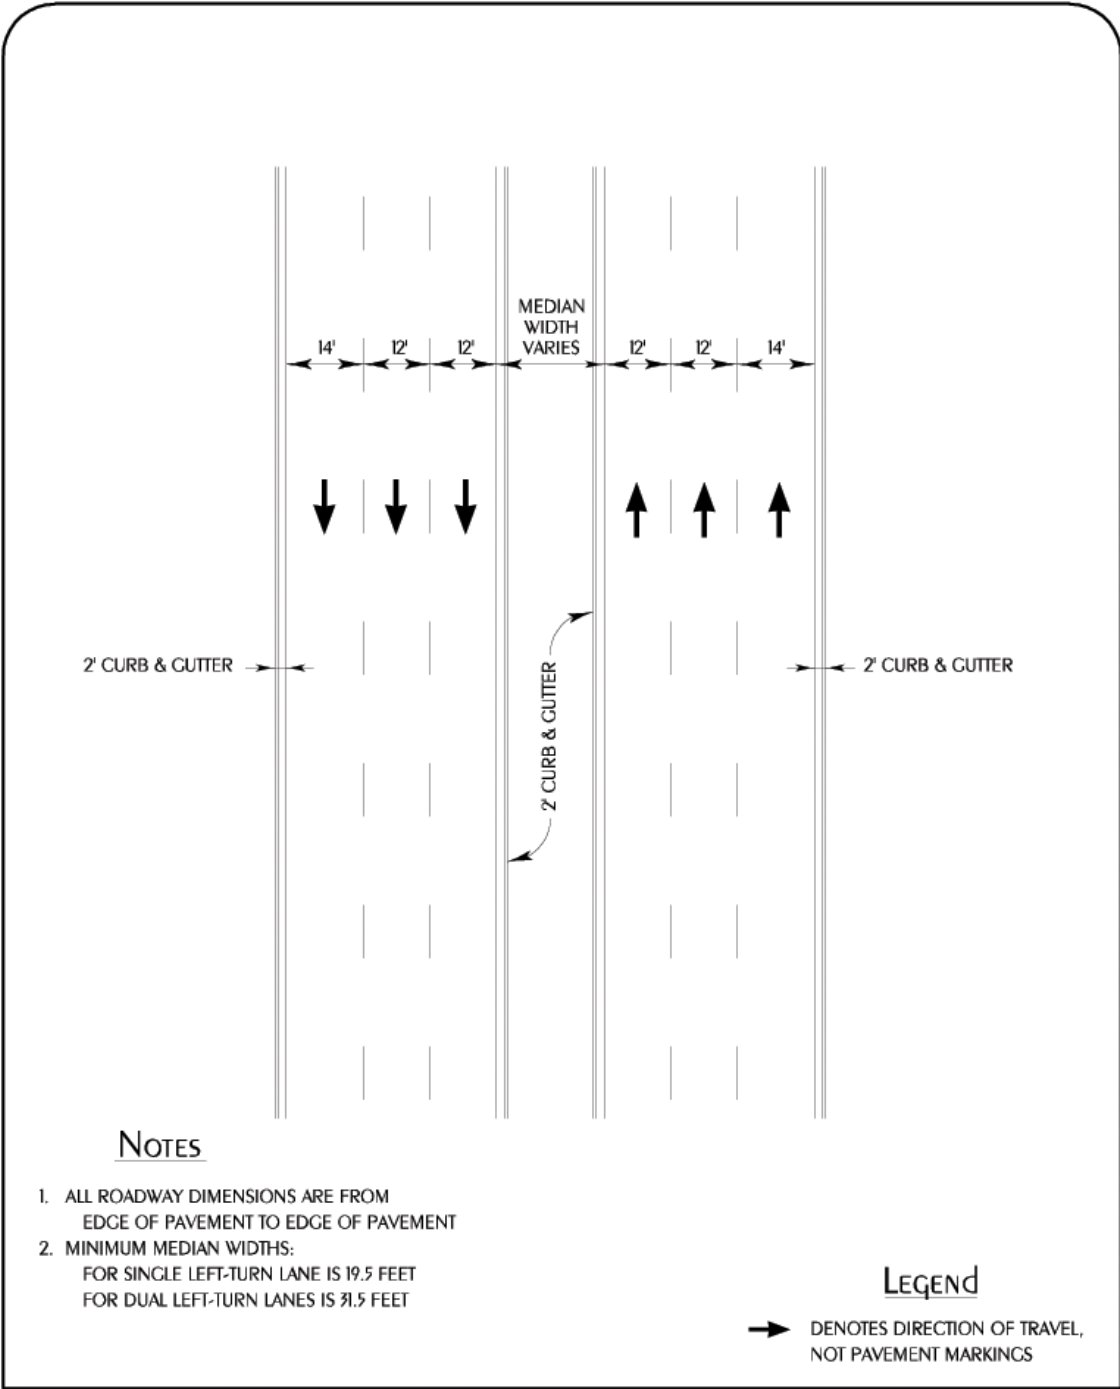 MEDIAN
WIDTH
VARIES
14' 12' 12' 12' 12' 14'
2' CURB & GUTTER
2' CURB & GUTTER
2' CURB & GUTTER
NOTES
1. ALL ROADWAY DIMENSIONS ARE FROM
EDGE OF PAVEMENT TO EDGE OF PAVEMENT
2. MINIMUM MEDIAN WIDTHS:
FOR SINGLE LEFT-TURN LANE IS 19.5 FEET
FOR DUAL LEFT-TURN LANES IS 31.5 FEET
LEGEND
DENOTES DIRECTION OF TRAVEL,
NOT PAVEMENT MARKINGS